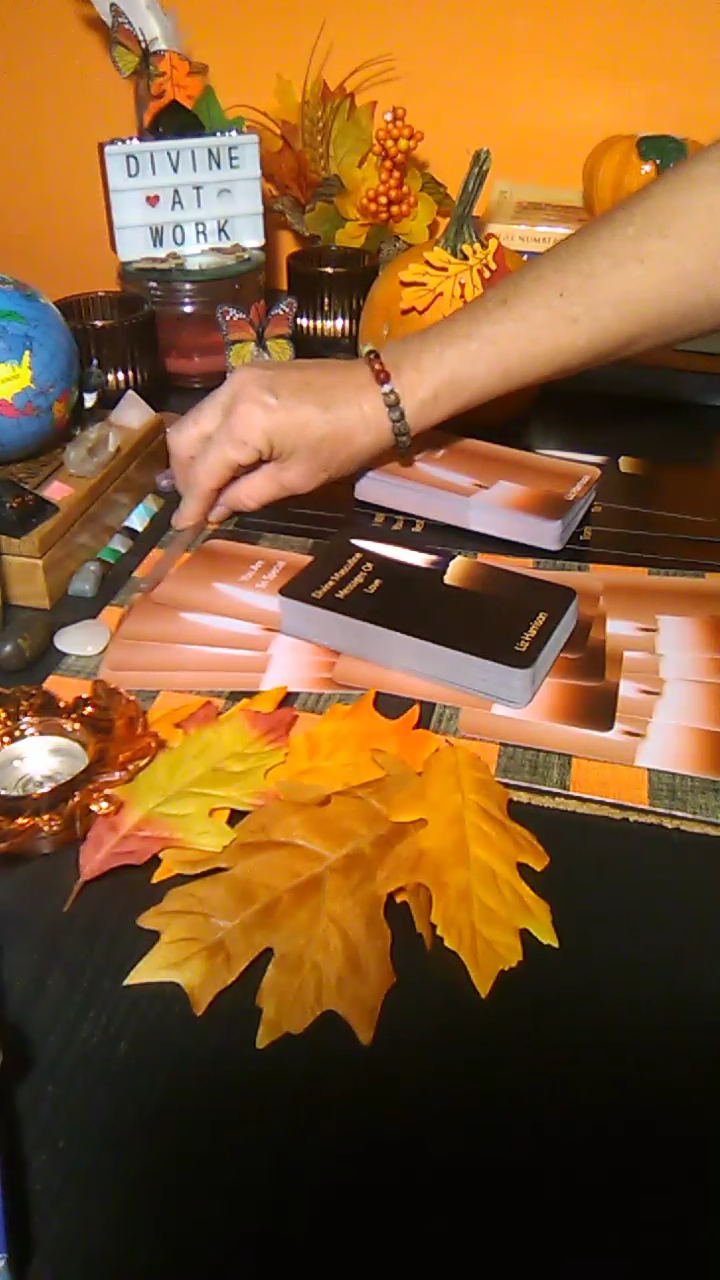 DIVINE
AT
WORK
You Are
So Special
Divine Masculine
Messages Of
Love
Liz Harrison